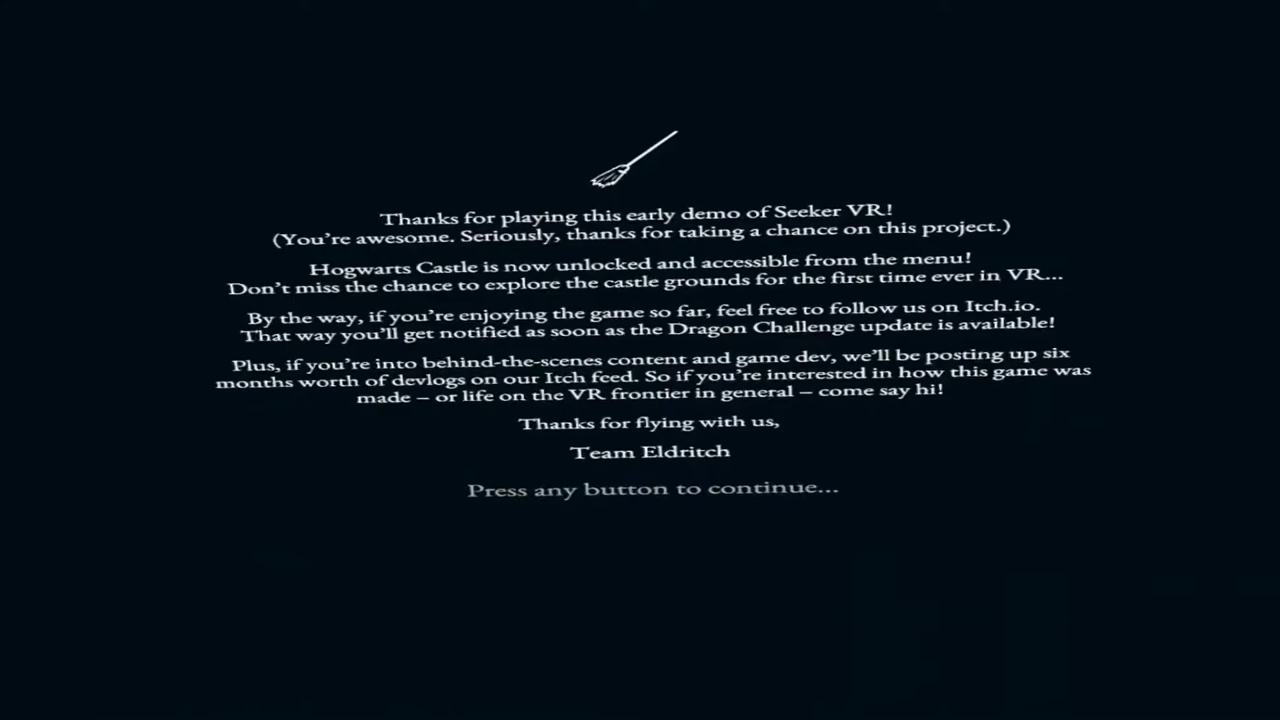 Thanks for playing this early demo of Seeker VR!
(You're awesome. Seriously, thanks for taking a chance on this project.)
Hogwarts Castle is now unlocked and accessible from the menu!
Don't miss the chance to explore the castle grounds for the first time ever in VR...
By the way, if you're enjoying the game so far, feel free to follow us on Itch.io.
That way you'll get notified as soon as the Dragon Challenge update is available!
Plus, if you're into behind-the-scenes content and game dev, we'll be posting up six
months worth of devlogs on our Itch feed. So if you're interested in how this game was
made – or life on the VR frontier in general – come say hi!
Thanks for flying with us,
Team Eldritch
Press any button to continue...